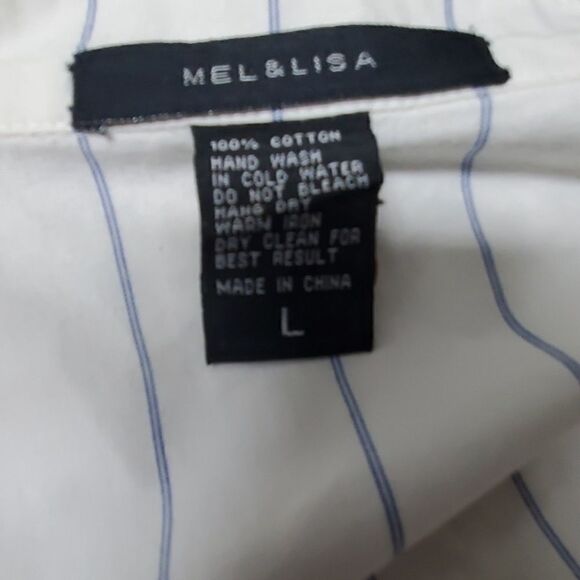 MEL&LISA
100% COTTON
HAND WASH
IN COLD WATER
DO NOT BLEACH
HANG DRY
WARM IRON
DRY CLEAN FOR
BEST RESULT
MADE IN CHINA
L